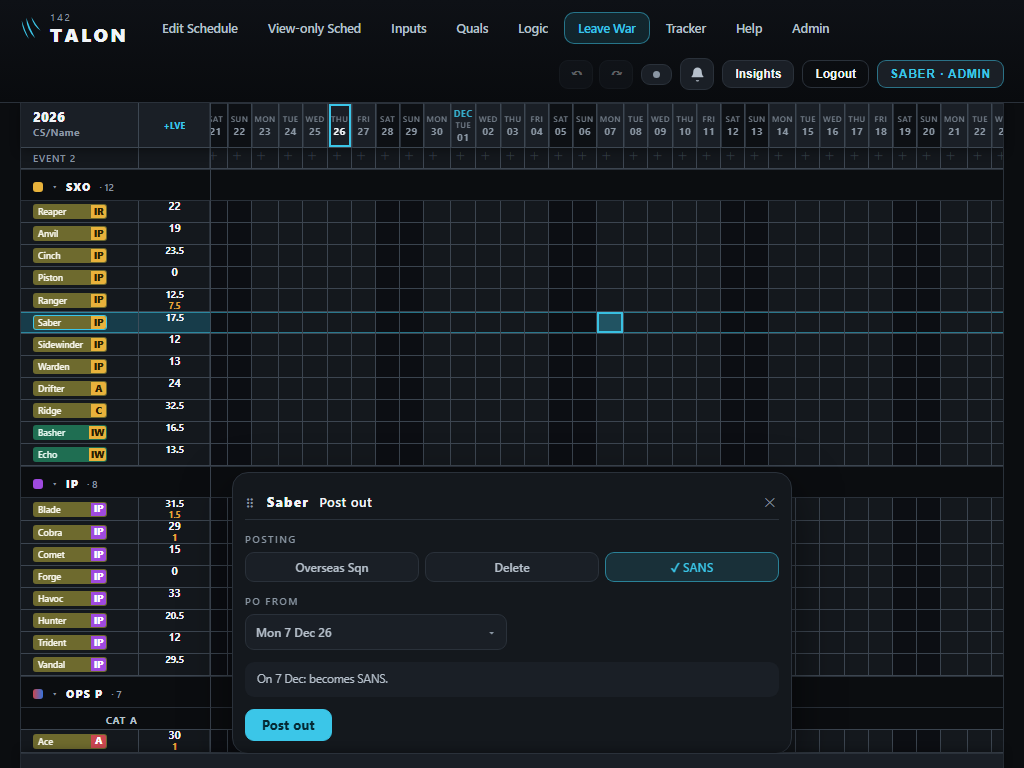 142
TALON
Edit Schedule View-only Sched Inputs Quals Logic Leave War Tracker Help Admin
Insights Logout SABER · ADMIN
2026
CS/Name
+LVE
SAT 21 SUN 22 MON 23 TUE 24 WED 25 THU 26 FRI 27 SAT 28 SUN 29 MON 30 DEC TUE 01 WED 02 THU 03 FRI 04 SAT 05 SUN 06 MON 07 TUE 08 WED 09 THU 10 FRI 11 SAT 12 SUN 13 MON 14 TUE 15 WED 16 THU 17 FRI 18 SAT 19 SUN 20 MON 21 TUE 22
EVENT 2
SXO · 12
Reaper IR 22
Anvil IP 19
Cinch IP 23.5
Piston IP 0
Ranger IP 12.5
7.5
Saber IP 17.5
Sidewinder IP 12
Warden IP 13
Drifter A 24
Ridge C 32.5
Basher IW 16.5
Echo IW 13.5
IP · 8
Blade IP 31.5
1.5
Cobra IP 29
1
Comet IP 15
Forge IP 0
Havoc IP 33
Hunter IP 20.5
Trident IP 12
Vandal IP 29.5
OPS P · 7
CAT A
Ace A 30
1
Saber Post out
POSTING
Overseas Sqn Delete ✓ SANS
PO FROM
Mon 7 Dec 26
On 7 Dec: becomes SANS.
Post out